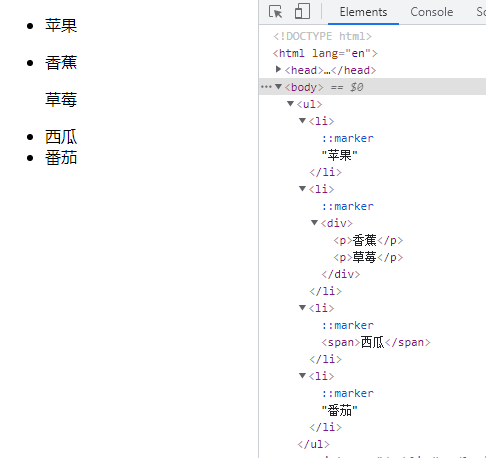 苹果
香蕉
草莓
西瓜
番茄
Elements Console Sources
<!DOCTYPE html>
<html lang="en">
<head>…</head>
<body> == $0
<ul>
<li>
::marker
"苹果"
</li>
<li>
::marker
<div>
<p>香蕉</p>
<p>草莓</p>
</div>
</li>
<li>
::marker
<span>西瓜</span>
</li>
<li>
::marker
"番茄"
</li>
</ul>